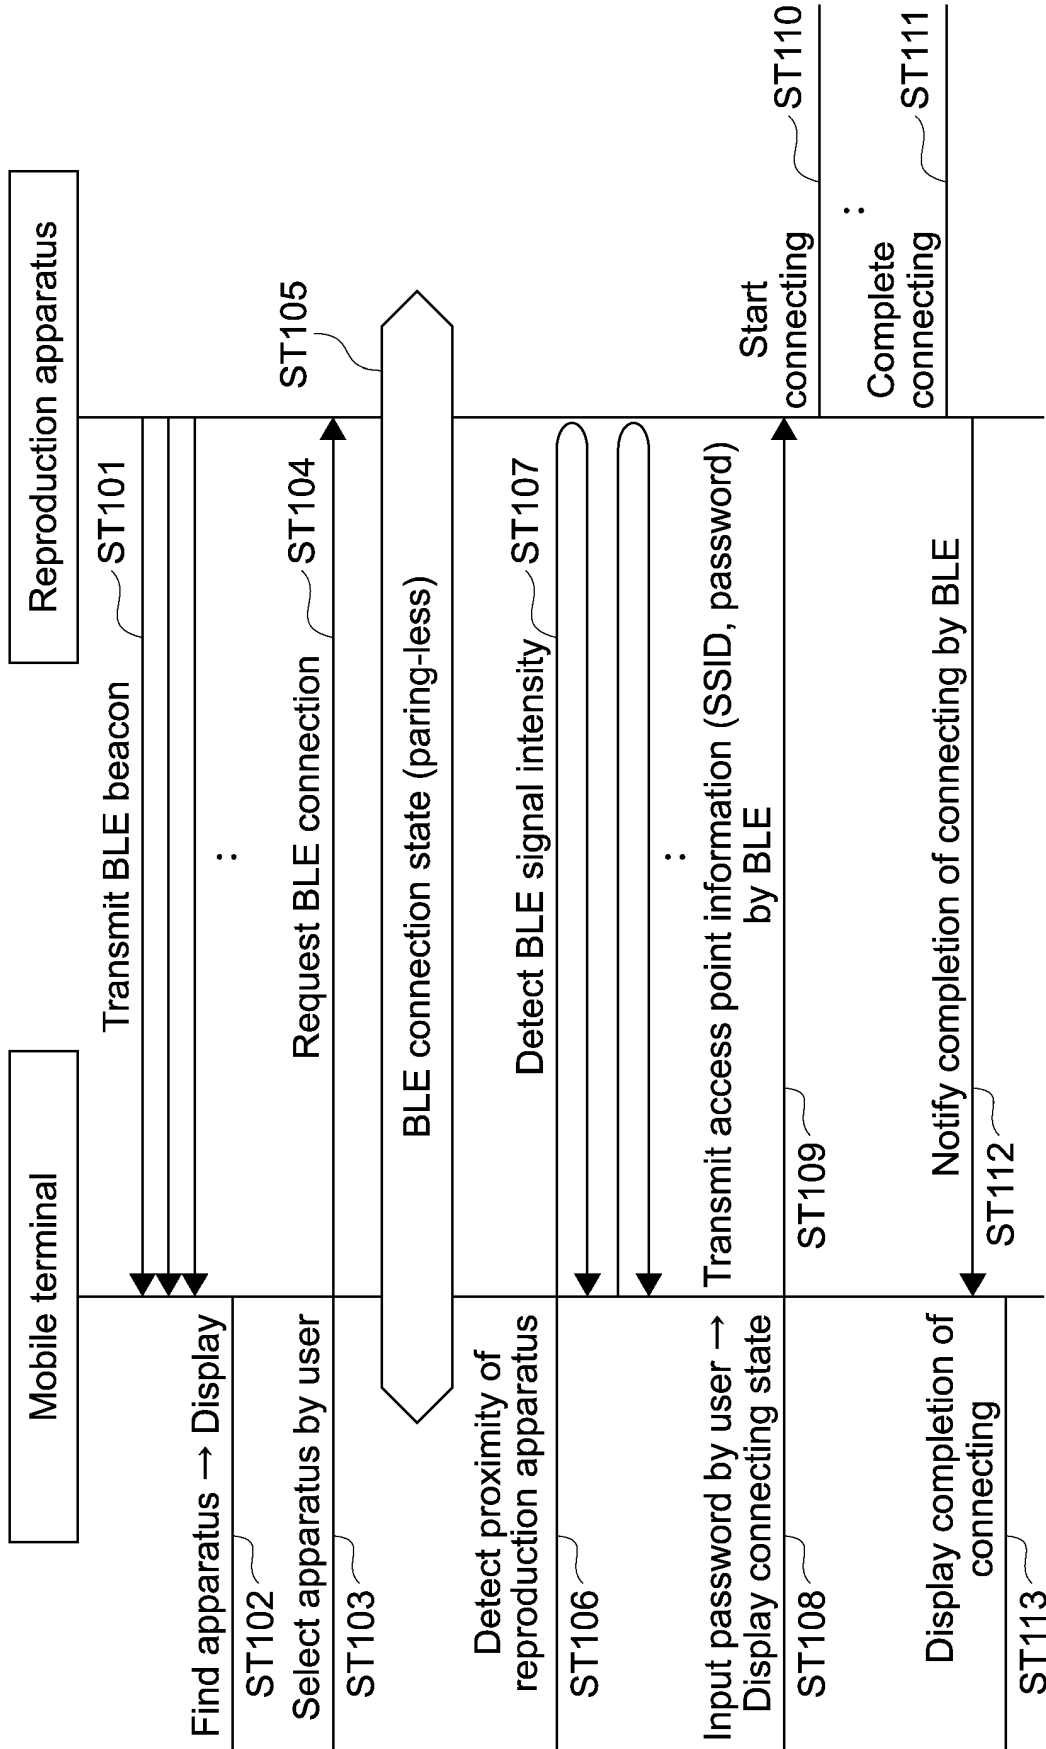 Mobile terminal
Reproduction apparatus
Transmit BLE beacon
ST101
Find apparatus → Display
ST102
:
Select apparatus by user
ST103
Request BLE connection
ST104
BLE connection state (paring-less)
ST105
Detect proximity of
reproduction apparatus
ST106
Detect BLE signal intensity
ST107
:
Input password by user →
Display connecting state
ST108
Transmit access point information (SSID, password)
by BLE
ST109
Start
connecting
ST110
:
Complete
connecting
ST111
Notify completion of connecting by BLE
ST112
Display completion of
connecting
ST113